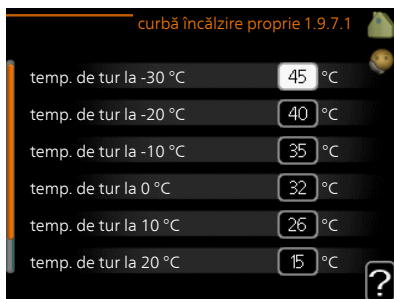 curbă încălzire proprie 1.9.7.1
temp. de tur la -30 °C 45 °C
temp. de tur la -20 °C 40 °C
temp. de tur la -10 °C 35 °C
temp. de tur la 0 °C 32 °C
temp. de tur la 10 °C 26 °C
temp. de tur la 20 °C 15 °C
?